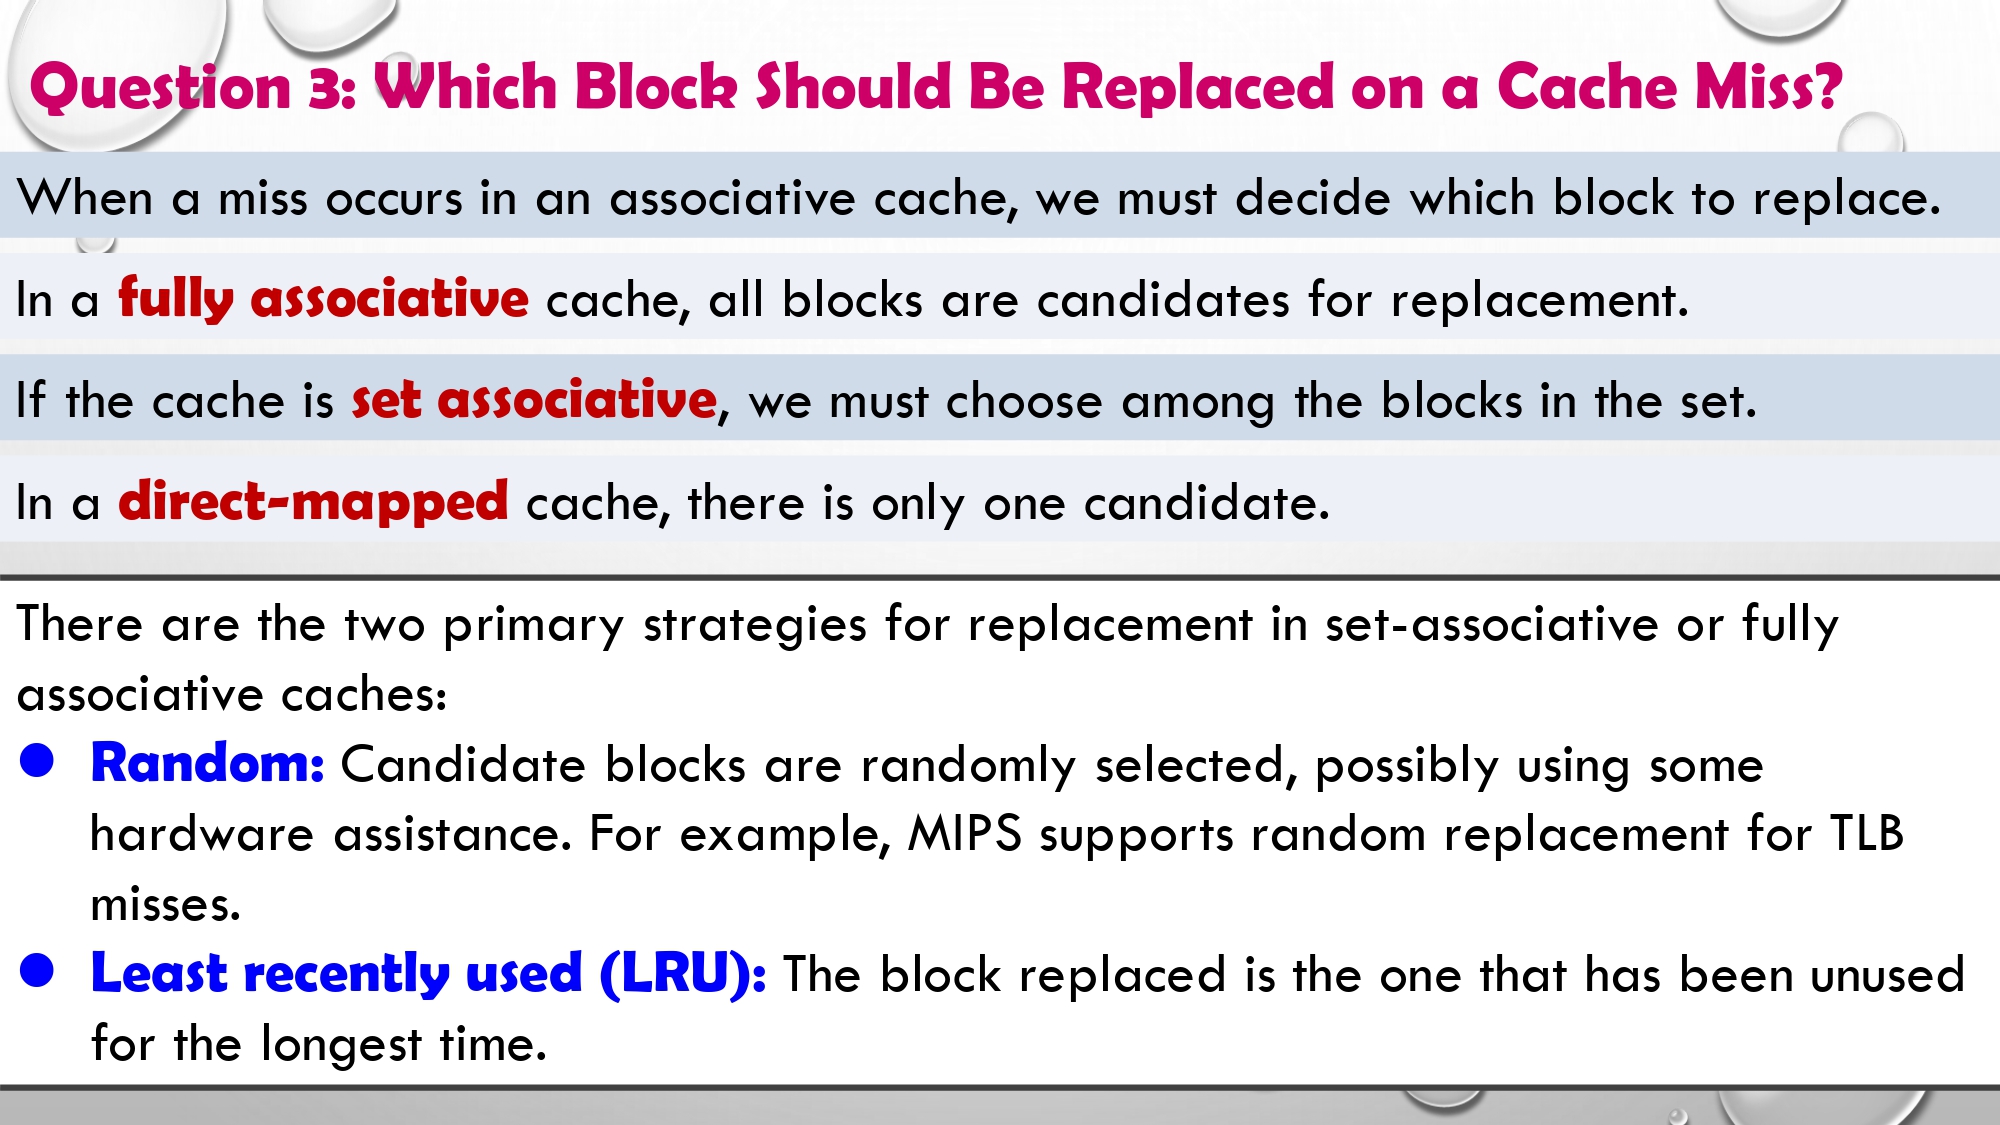 Question 3: Which Block Should Be Replaced on a Cache Miss?
When a miss occurs in an associative cache, we must decide which block to replace.
In a fully associative cache, all blocks are candidates for replacement.
If the cache is set associative, we must choose among the blocks in the set.
In a direct-mapped cache, there is only one candidate.
There are the two primary strategies for replacement in set-associative or fully
associative caches:
● Random: Candidate blocks are randomly selected, possibly using some
hardware assistance. For example, MIPS supports random replacement for TLB
misses.
● Least recently used (LRU): The block replaced is the one that has been unused
for the longest time.